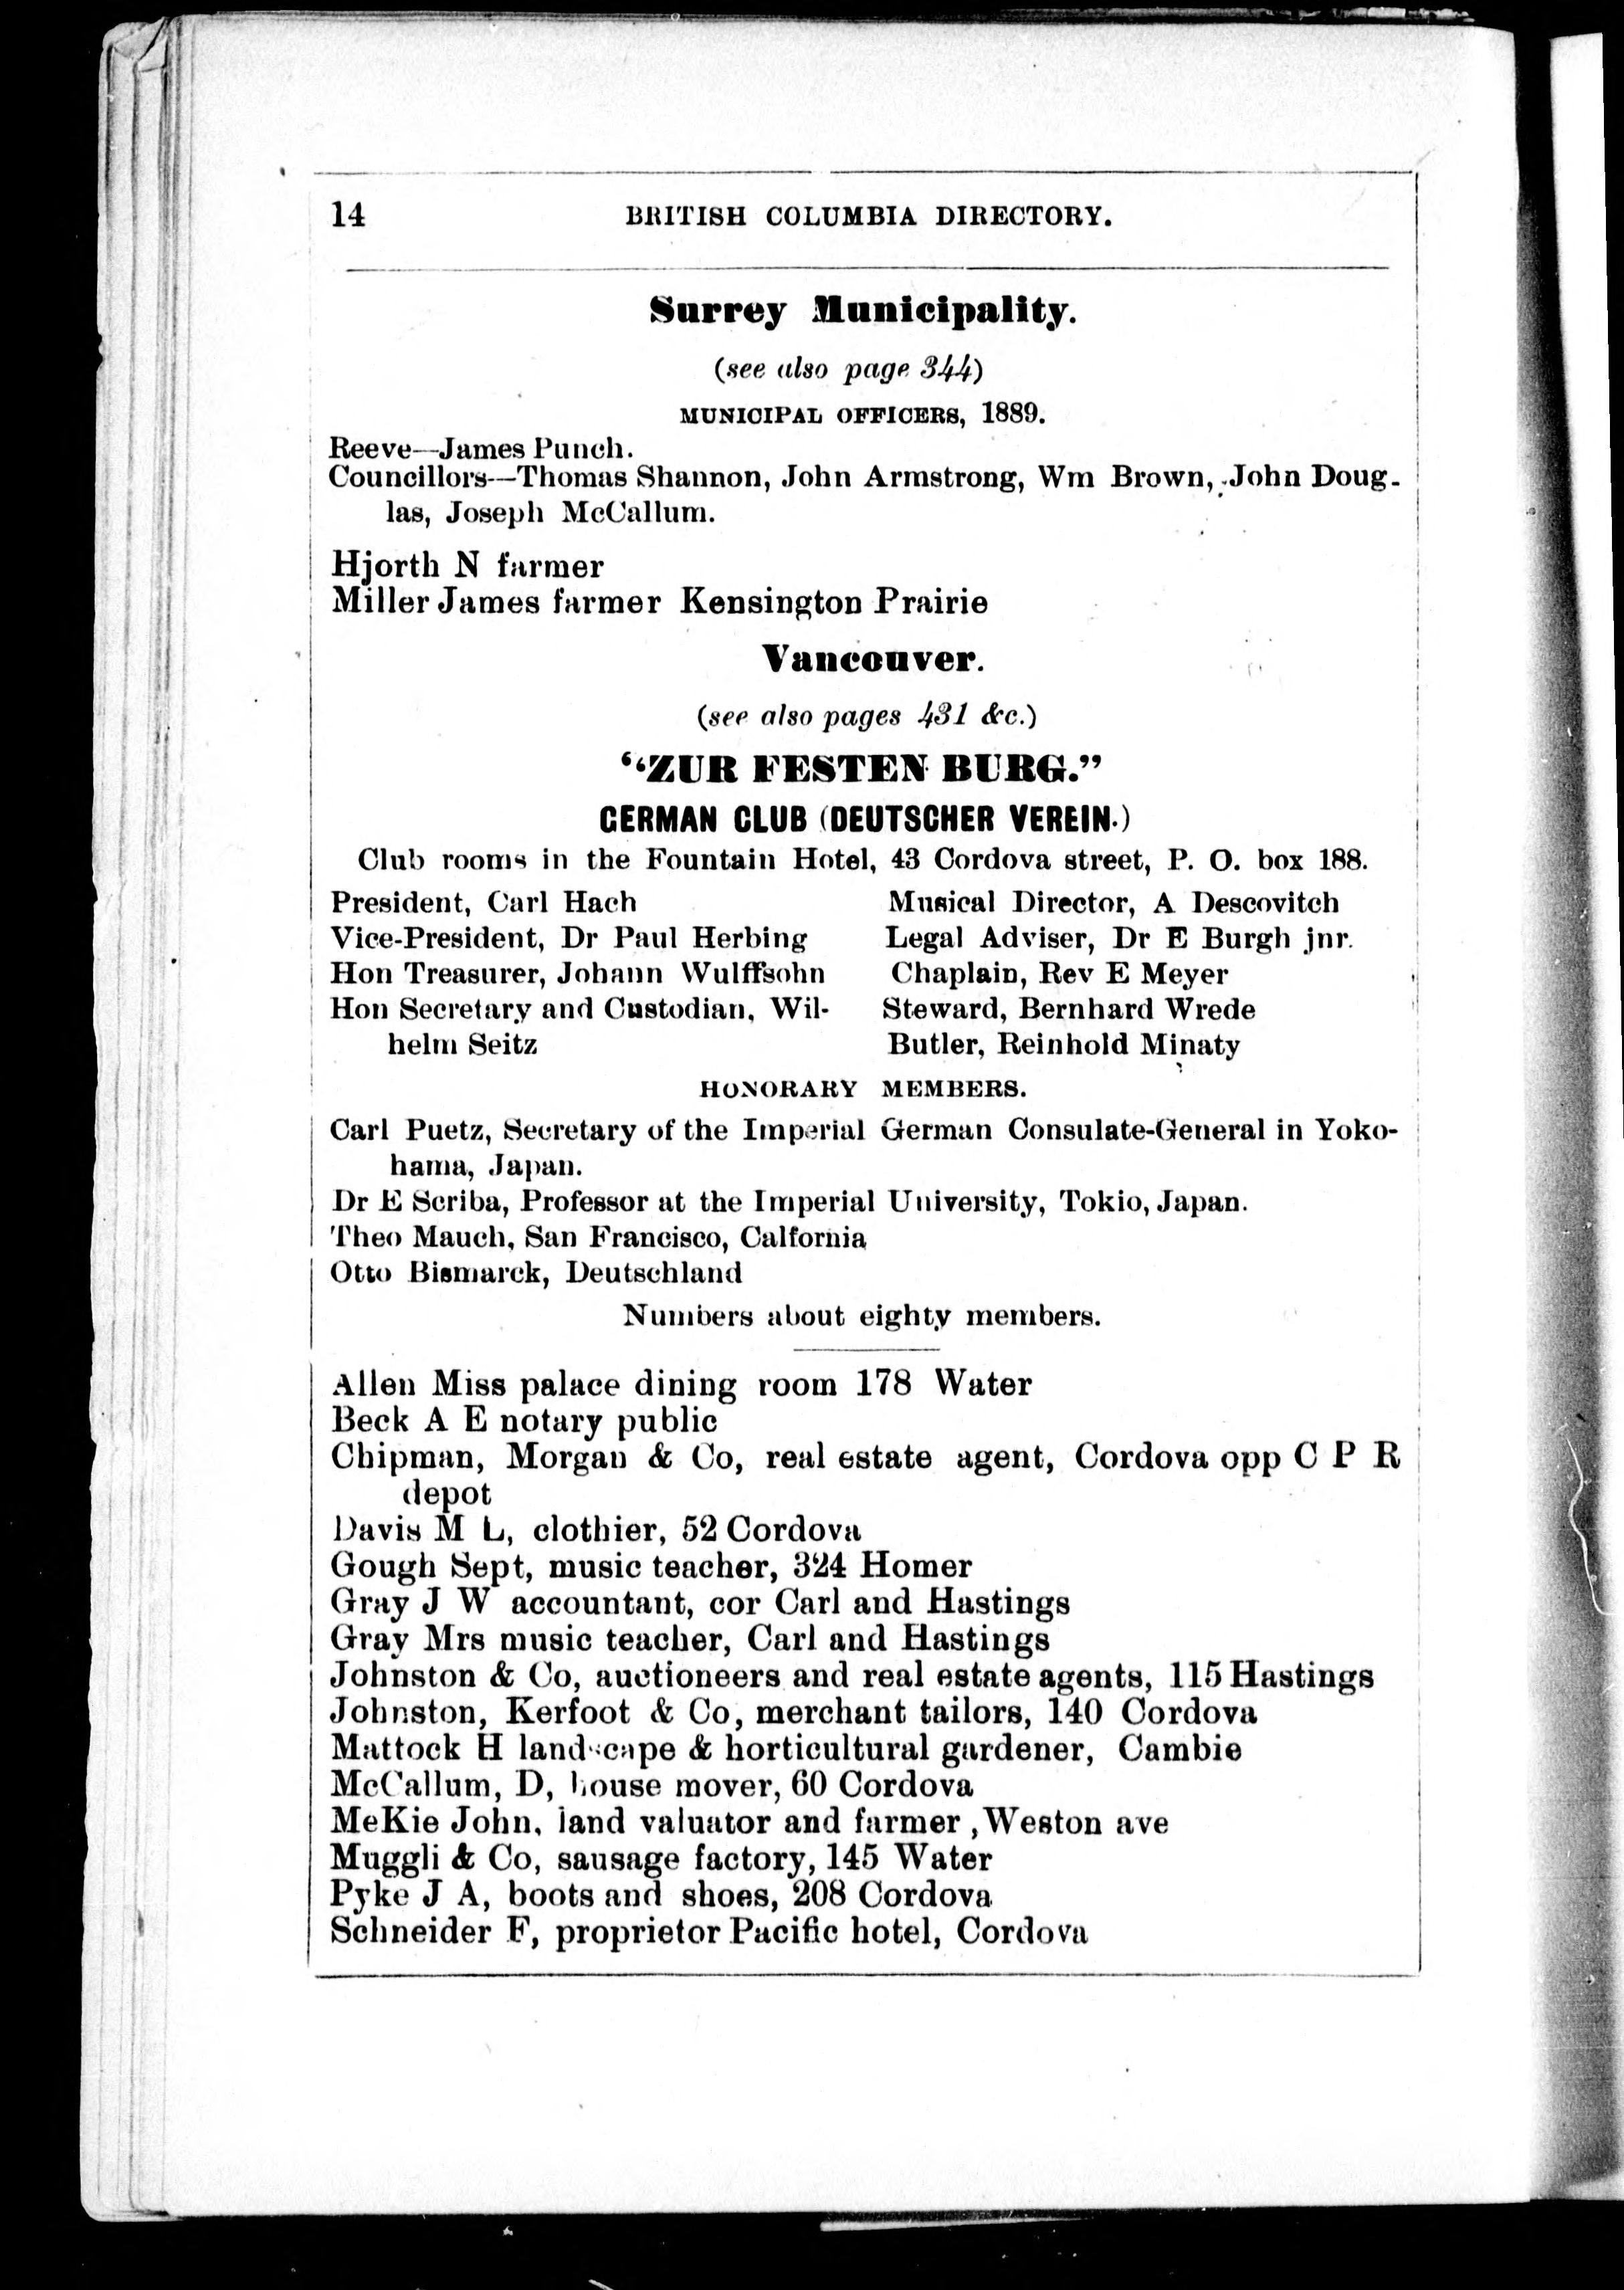 14 BRITISH COLUMBIA DIRECTORY.
Surrey Municipality.
(see also page 344)
MUNICIPAL OFFICERS, 1889.
Reeve—James Punch.
Councillors—Thomas Shannon, John Armstrong, Wm Brown, John Doug-
las, Joseph McCallum.
Hjorth N farmer
Miller James farmer Kensington Prairie
Vancouver.
(see also pages 431 &c.)
"ZUR FESTEN BURG."
GERMAN CLUB (DEUTSCHER VEREIN.)
Club rooms in the Fountain Hotel, 43 Cordova street, P. O. box 188.
President, Carl Hach
Vice-President, Dr Paul Herbing
Hon Treasurer, Johann Wulffsohn
Hon Secretary and Custodian, Wil-
helm Seitz
Musical Director, A Descovitch
Legal Adviser, Dr E Burgh jnr.
Chaplain, Rev E Meyer
Steward, Bernhard Wrede
Butler, Reinhold Minaty
HONORARY MEMBERS.
Carl Puetz, Secretary of the Imperial German Consulate-General in Yoko-
hama, Japan.
Dr E Scriba, Professor at the Imperial University, Tokio, Japan.
Theo Mauch, San Francisco, Calfornia
Otto Bismarck, Deutschland
Numbers about eighty members.
Allen Miss palace dining room 178 Water
Beck A E notary public
Chipman, Morgan & Co, real estate agent, Cordova opp C P R
depot
Davis M L, clothier, 52 Cordova
Gough Sept, music teacher, 324 Homer
Gray J W accountant, cor Carl and Hastings
Gray Mrs music teacher, Carl and Hastings
Johnston & Co, auctioneers and real estate agents, 115 Hastings
Johnston, Kerfoot & Co, merchant tailors, 140 Cordova
Mattock H landscape & horticultural gardener, Cambie
McCallum, D, house mover, 60 Cordova
MeKie John, land valuator and farmer ,Weston ave
Muggli & Co, sausage factory, 145 Water
Pyke J A, boots and shoes, 208 Cordova
Schneider F, proprietor Pacific hotel, Cordova